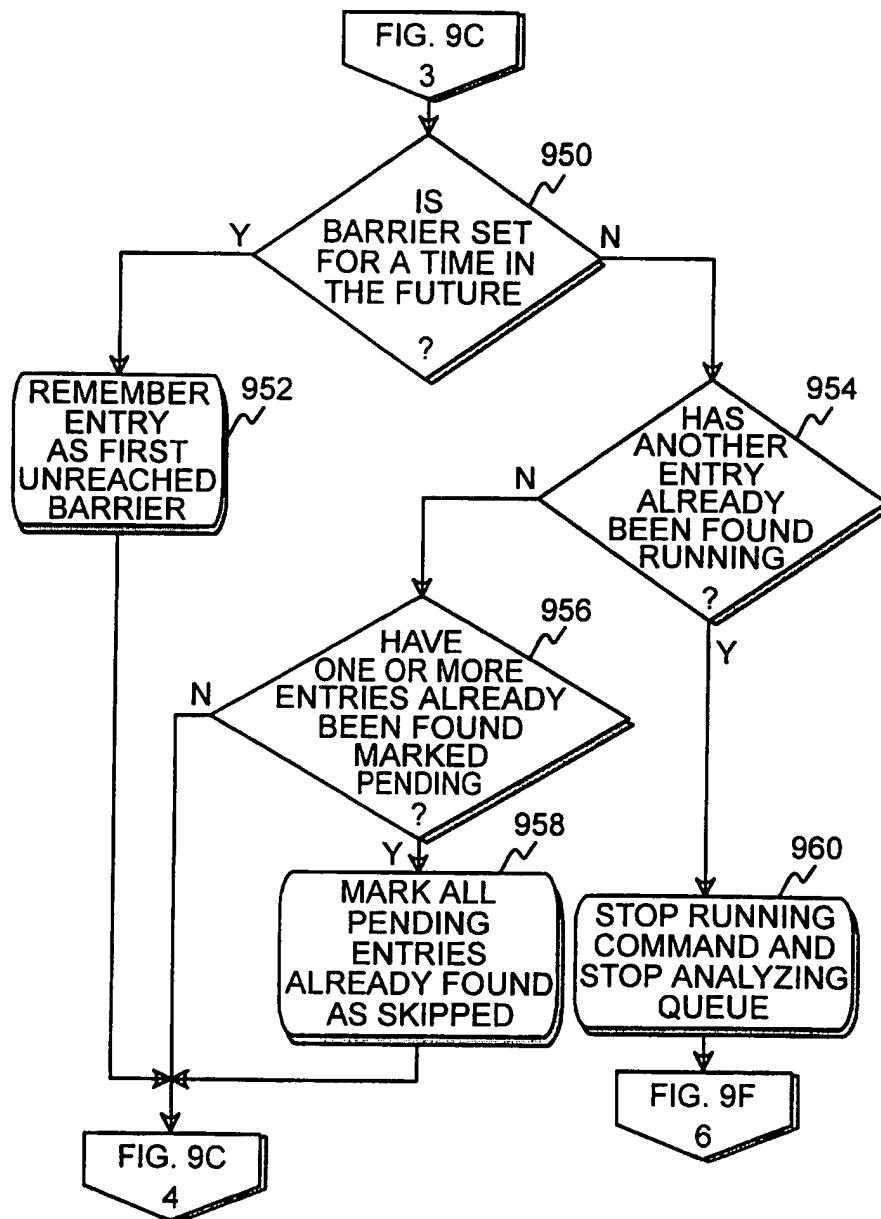 FIG. 9C
3
950
IS
BARRIER SET
FOR A TIME IN
THE FUTURE
?
Y
N
REMEMBER
ENTRY
AS FIRST
UNREACHED
BARRIER
952
954
HAS
ANOTHER
ENTRY
ALREADY
BEEN FOUND
RUNNING
?
N
Y
956
HAVE
ONE OR MORE
ENTRIES ALREADY
BEEN FOUND
MARKED
PENDING
?
N
Y
958
MARK ALL
PENDING
ENTRIES
ALREADY FOUND
AS SKIPPED
960
STOP RUNNING
COMMAND AND
STOP ANALYZING
QUEUE
FIG. 9C
4
FIG. 9F
6